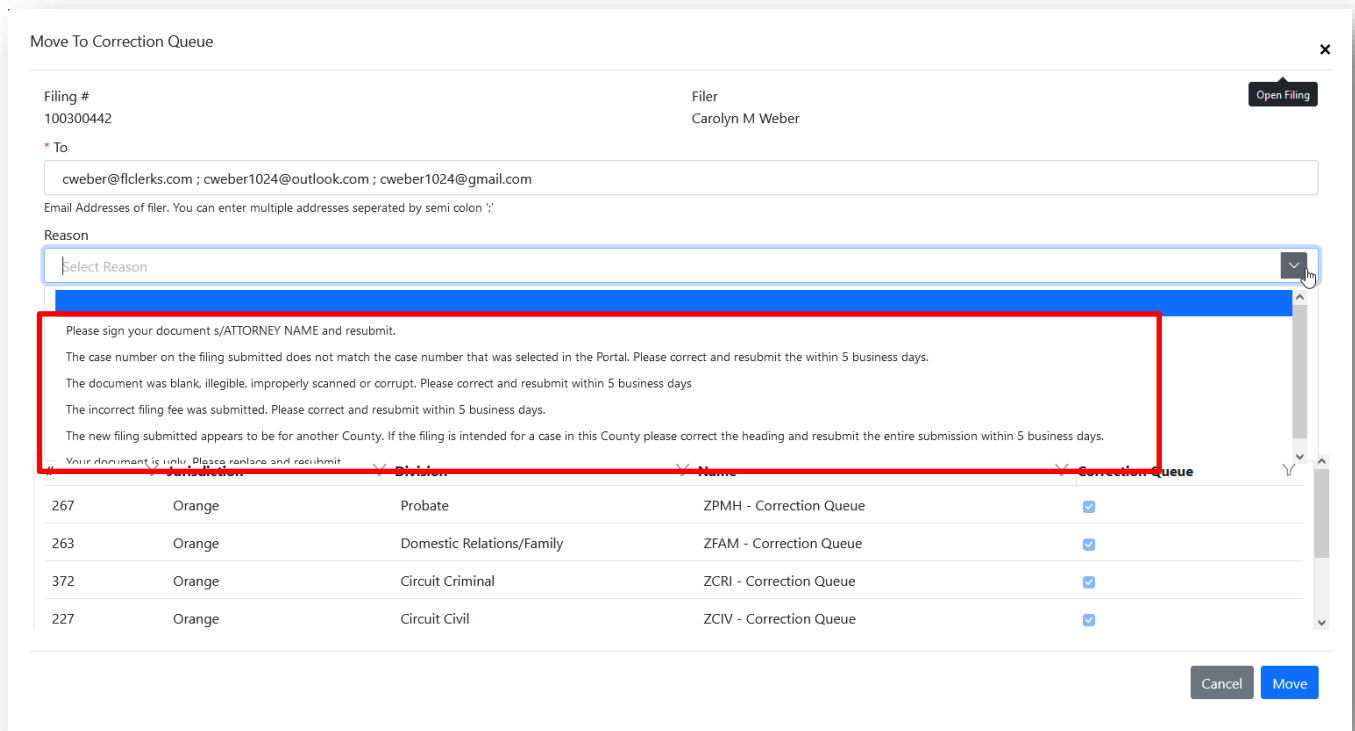 Move To Correction Queue
×
Open Filing
Filing #
Filer
100300442
Carolyn M Weber
* To
cweber@flclerks.com ; cweber1024@outlook.com ; cweber1024@gmail.com
Email Addresses of filer. You can enter multiple addresses seperated by semi colon ';'
Reason
Select Reason
Please sign your document s/ATTORNEY NAME and resubmit.
The case number on the filing submitted does not match the case number that was selected in the Portal. Please correct and resubmit the within 5 business days.
The document was blank, illegible, improperly scanned or corrupt. Please correct and resubmit within 5 business days
The incorrect filing fee was submitted. Please correct and resubmit within 5 business days.
The new filing submitted appears to be for another County. If the filing is intended for a case in this County please correct the heading and resubmit the entire submission within 5 business days.
Your document is ugly. Please replace and resubmit
# Jurisdiction Division Name Correction Queue
267 Orange Probate ZPMH - Correction Queue
263 Orange Domestic Relations/Family ZFAM - Correction Queue
372 Orange Circuit Criminal ZCRI - Correction Queue
227 Orange Circuit Civil ZCIV - Correction Queue
Cancel Move